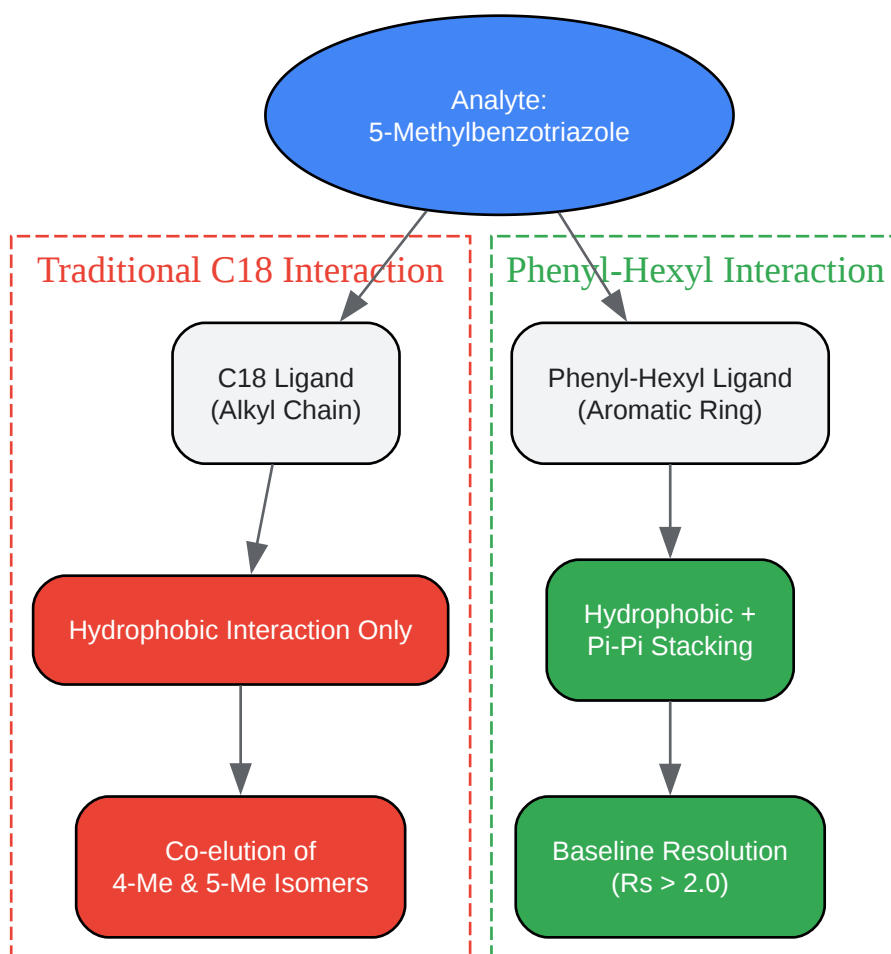 Analyte:
5-Methylbenzotriazole
Traditional C18 Interaction
Phenyl-Hexyl Interaction
C18 Ligand
(Alkyl Chain)
Phenyl-Hexyl Ligand
(Aromatic Ring)
Hydrophobic Interaction Only
Hydrophobic +
Pi-Pi Stacking
Co-elution of
4-Me & 5-Me Isomers
Baseline Resolution
(Rs > 2.0)